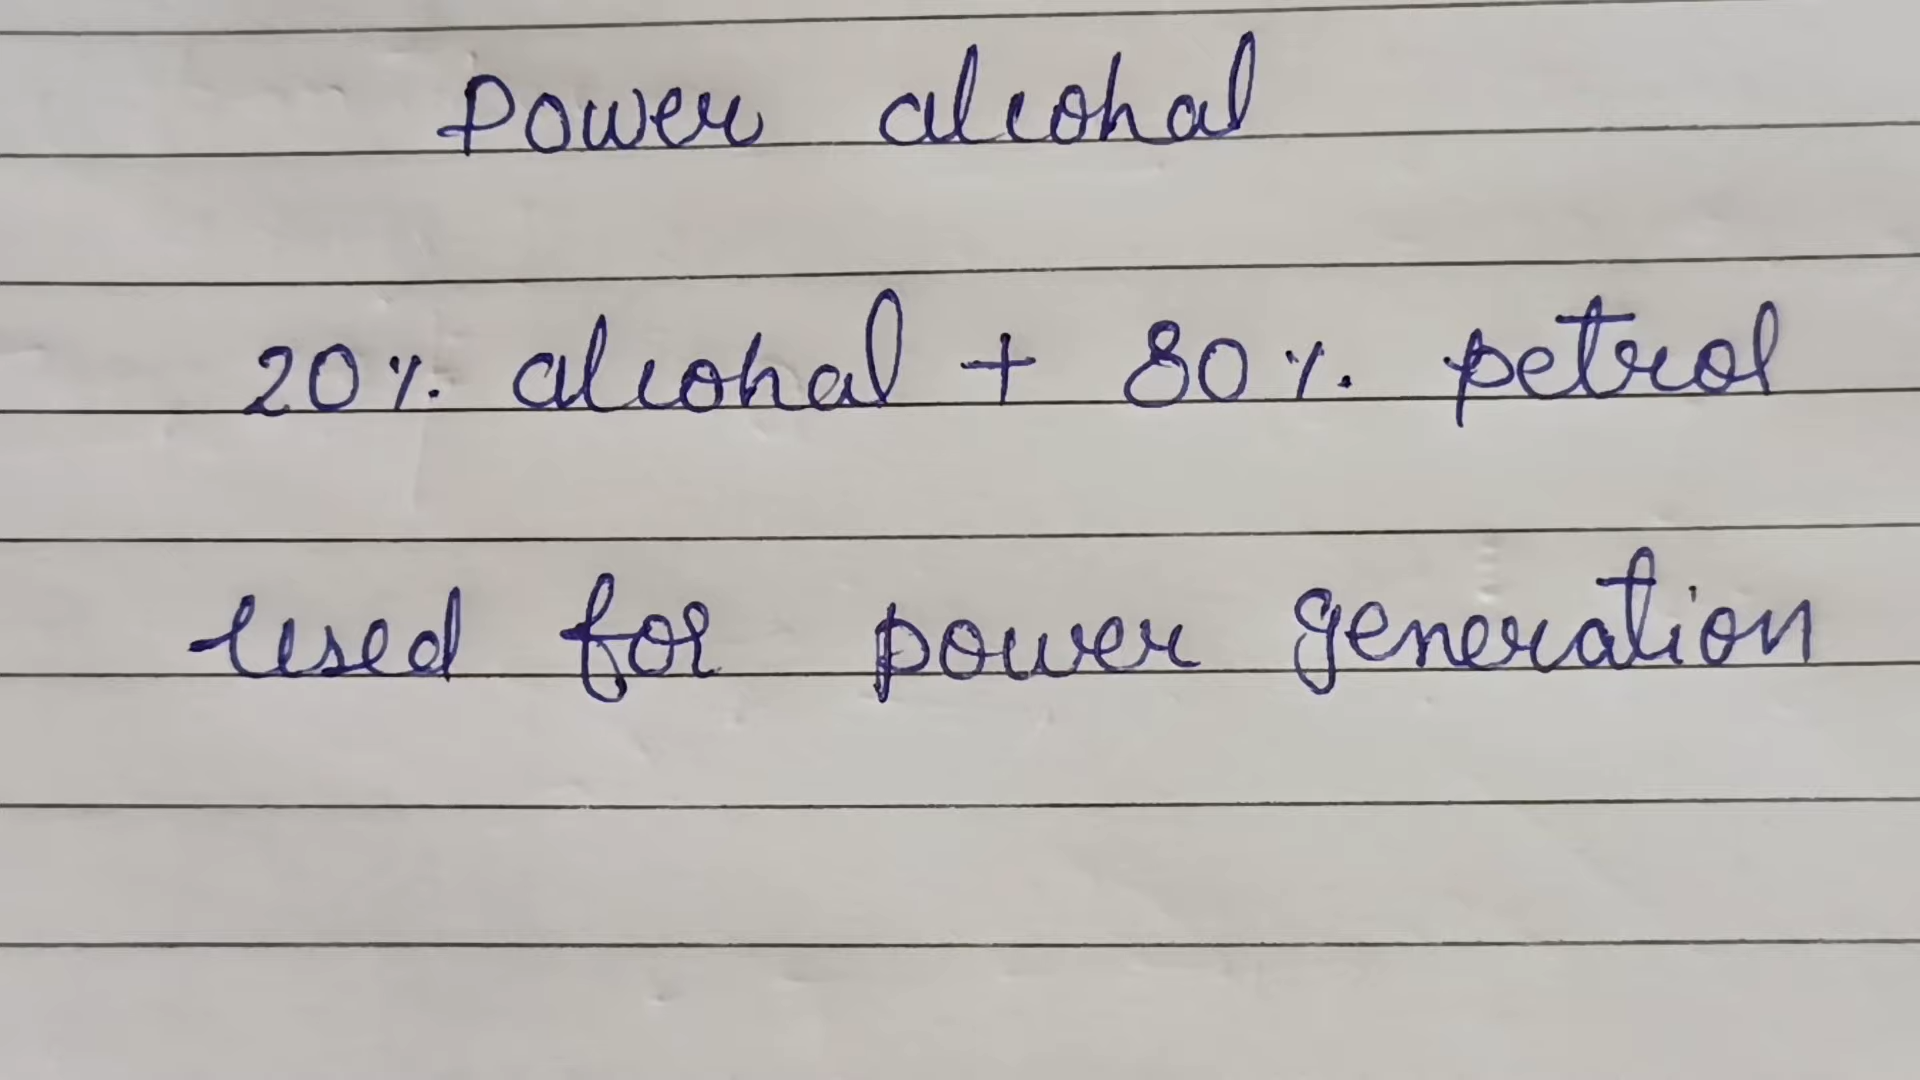 Power alcohal
20% alcohal + 80% petrol
used for power generation